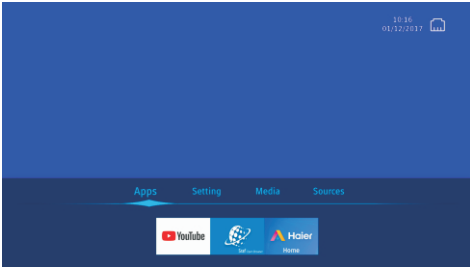 10:16
01/12/2017
Apps Setting Media Sources
YouTube
Haier
Home